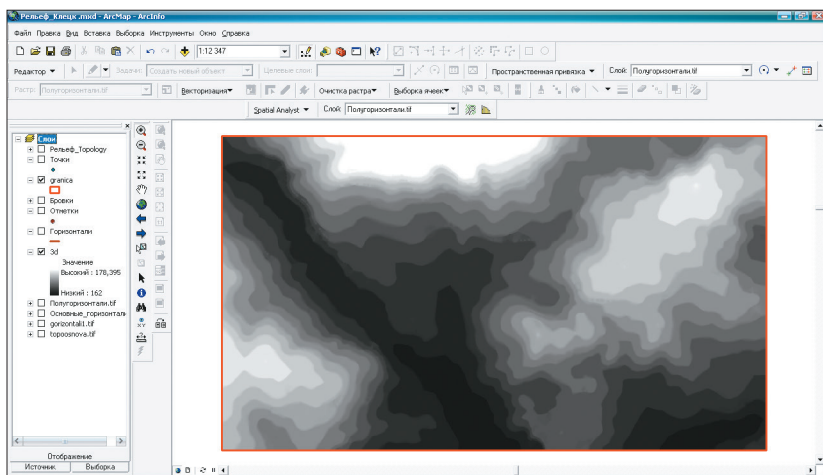 Рельеф_Клецк .mxd - ArcMap - ArcInfo
Файл Правка Вид Вставка Выборка Инструменты Окно Справка
1:12 347
Редактор Задачи: Создать новый объект Целевые слои: Пространственная привязка Слой: Полугоризонтали.tif
Растр: Полугоризонтали.tif Векторизация Очистка растра Выборка ячеек
Spatial Analyst Слой: Полугоризонтали.tif
Слои
Рельеф_Topology
Точки
granica
Бровки
Отметки
Горизонтали
3d
Значение
Высокий : 178,395
Низкий : 162
Полугоризонтали.tif
Основные_горизонтал
gorizontali1.tif
topoosnova.tif
Отображение
Источник Выборка